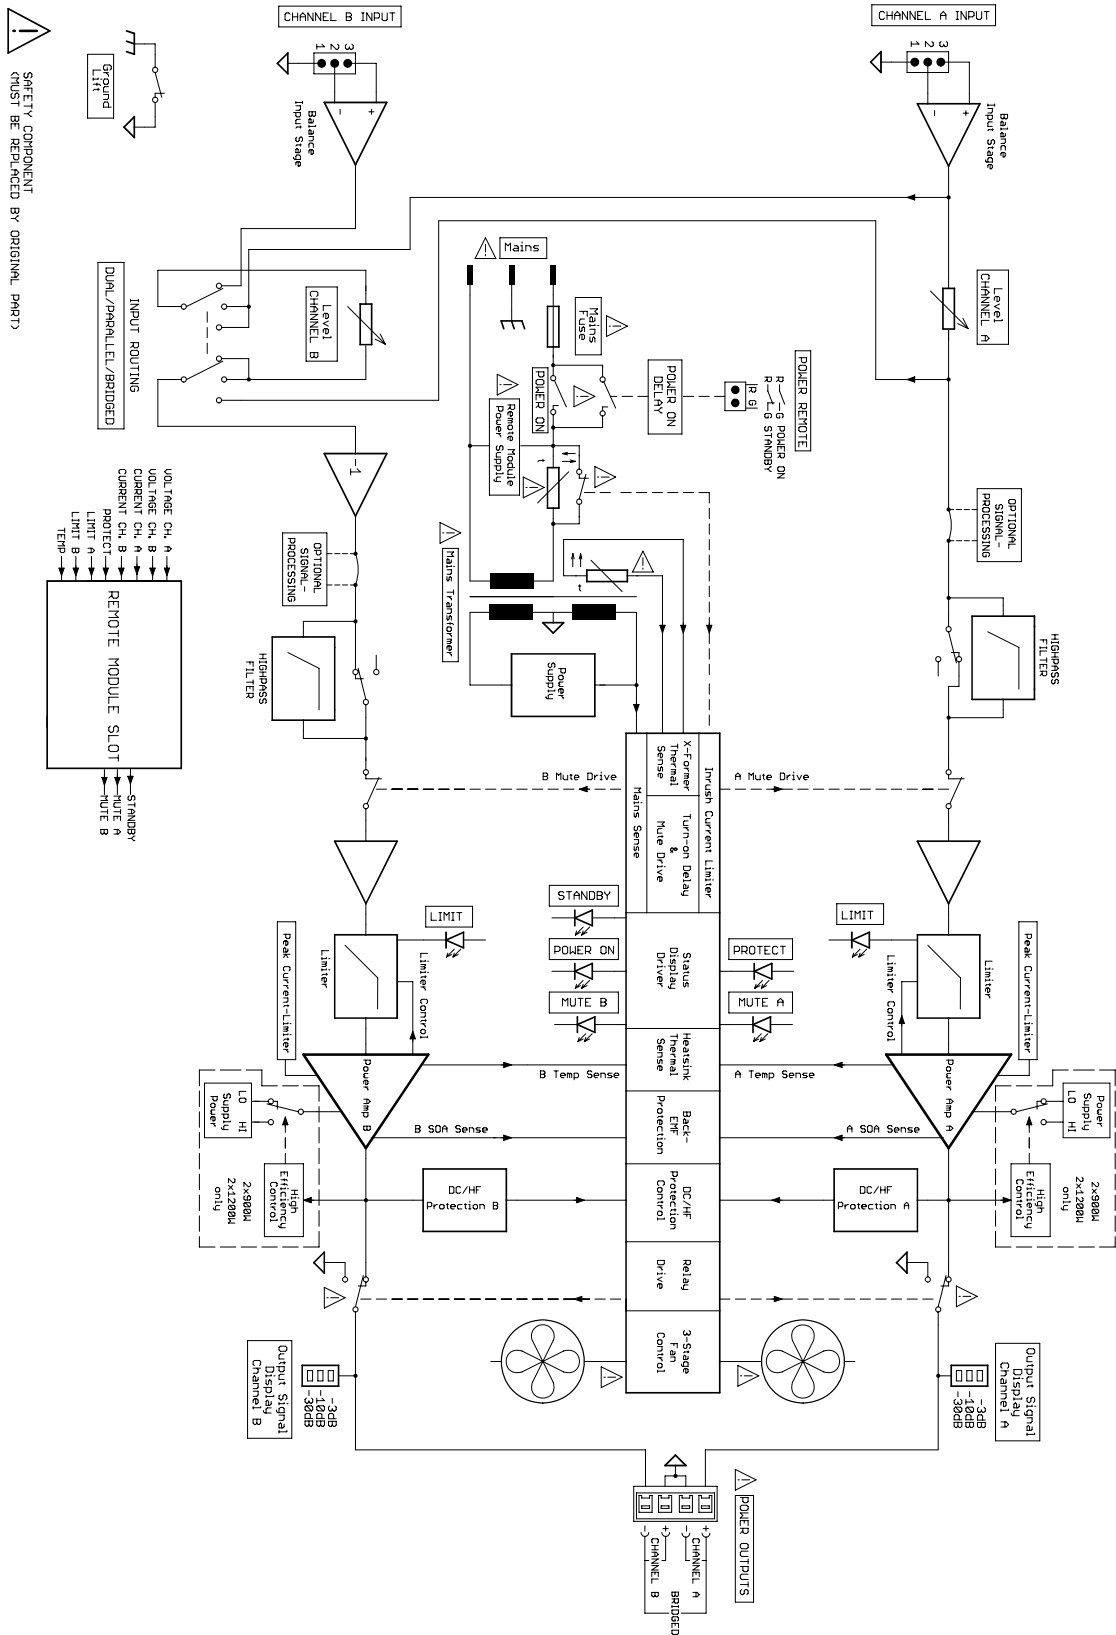 CHANNEL B INPUT
1 2 3
-
+
Balance
Input Stage
CHANNEL A INPUT
1 2 3
-
+
Balance
Input Stage
Ground
Lift
SAFETY COMPONENT
(MUST BE REPLACED BY ORIGINAL PART)
Level
CHANNEL B
Level
CHANNEL A
INPUT ROUTING
DUAL/PARALLEL/BRIDGED
Mains
Mains
Fuse
POWER ON
POWER ON
DELAY
R G
POWER REMOTE
R G POWER ON
R G STANDBY
Remote Module
Power Supply
t
Mains Transformer
t
Power
Supply
-1
OPTIONAL
SIGNAL-
PROCESSING
OPTIONAL
SIGNAL-
PROCESSING
HIGHPASS
FILTER
HIGHPASS
FILTER
VOLTAGE CH. A
VOLTAGE CH. B
CURRENT CH. A
CURRENT CH. B
PROTECT
LIMIT A
LIMIT B
TEMP
REMOTE MODULE SLOT
STANDBY
MUTE A
MUTE B
Inrush Current Limiter
X-Former
Thermal
Sense
Turn-on Delay
&
Mute Drive
Mains Sense
B Mute Drive
A Mute Drive
STANDBY
POWER ON
MUTE B
PROTECT
MUTE A
Status
Display
Driver
LIMIT
LIMIT
Limiter
Limiter Control
Limiter
Limiter Control
Peak Current-Limiter
Peak Current-Limiter
Power Amp B
Power Amp A
Heatsink
Thermal
Sense
B Temp Sense
A Temp Sense
Back-
EMF
Protection
B SOA Sense
A SOA Sense
Power
Supply
LO HI
High
Efficiency
Control
2x900W
2x1200W
only
Power
Supply
LO HI
High
Efficiency
Control
2x900W
2x1200W
only
DC/HF
Protection B
DC/HF
Protection
Control
DC/HF
Protection A
Relay
Drive
3-Stage
Fan
Control
Output Signal
Display
Channel B
-3dB
-10dB
-30dB
Output Signal
Display
Channel A
-3dB
-10dB
-30dB
POWER OUTPUTS
+
-
CHANNEL A
+
-
CHANNEL B
BRIDGED